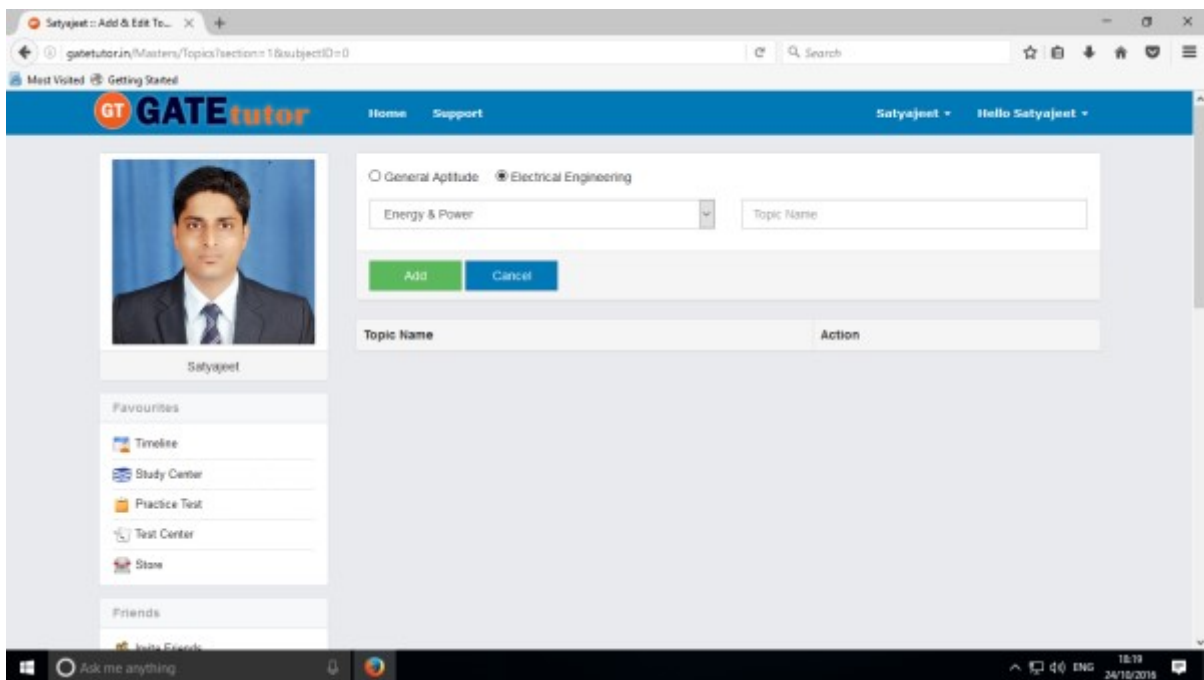 Satyajeet :: Add & Edit To...
gatetutor.in/Masters/Topics?section=1&subjectID=0
Search
Most Visited Getting Started
GT GATEtutor Home Support Satyajeet Hello Satyajeet
General Aptitude Electrical Engineering
Energy & Power Topic Name
Add Cancel
Topic Name Action
Satyajeet
Favourites
Timeline
Study Center
Practice Test
Test Center
Store
Friends
Invite Friends
Ask me anything
ENG 18:19
24/10/2016